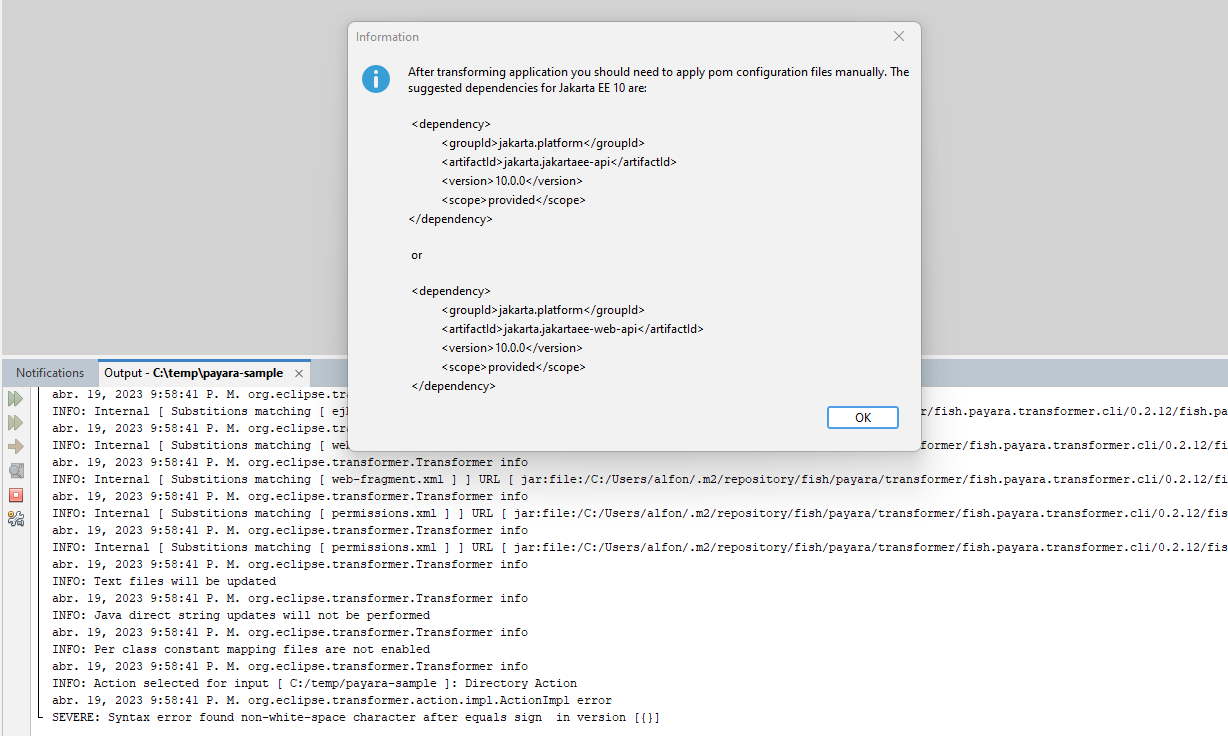 Information
After transforming application you should need to apply pom configuration files manually. The
suggested dependencies for Jakarta EE 10 are:
<dependency>
<groupId>jakarta.platform</groupId>
<artifactId>jakarta.jakartaee-api</artifactId>
<version>10.0.0</version>
<scope>provided</scope>
</dependency>
or
<dependency>
<groupId>jakarta.platform</groupId>
<artifactId>jakarta.jakartaee-web-api</artifactId>
<version>10.0.0</version>
<scope>provided</scope>
</dependency>
OK
Notifications
Output - C:\temp\payara-sample
abr. 19, 2023 9:58:41 P. M. org.eclipse.tra
INFO: Internal [ Substitions matching [ ej r/fish.payara.transformer.cli/0.2.12/fish.pa
abr. 19, 2023 9:58:41 P. M. org.eclipse.tra
INFO: Internal [ Substitions matching [ we former/fish.payara.transformer.cli/0.2.12/fi
abr. 19, 2023 9:58:41 P. M. org.eclipse.transformer.Transformer info
INFO: Internal [ Substitions matching [ web-fragment.xml ] ] URL [ jar:file:/C:/Users/alfon/.m2/repository/fish/payara/transformer/fish.payara.transformer.cli/0.2.12/fi
abr. 19, 2023 9:58:41 P. M. org.eclipse.transformer.Transformer info
INFO: Internal [ Substitions matching [ permissions.xml ] ] URL [ jar:file:/C:/Users/alfon/.m2/repository/fish/payara/transformer/fish.payara.transformer.cli/0.2.12/fis
abr. 19, 2023 9:58:41 P. M. org.eclipse.transformer.Transformer info
INFO: Internal [ Substitions matching [ permissions.xml ] ] URL [ jar:file:/C:/Users/alfon/.m2/repository/fish/payara/transformer/fish.payara.transformer.cli/0.2.12/fis
abr. 19, 2023 9:58:41 P. M. org.eclipse.transformer.Transformer info
INFO: Text files will be updated
abr. 19, 2023 9:58:41 P. M. org.eclipse.transformer.Transformer info
INFO: Java direct string updates will not be performed
abr. 19, 2023 9:58:41 P. M. org.eclipse.transformer.Transformer info
INFO: Per class constant mapping files are not enabled
abr. 19, 2023 9:58:41 P. M. org.eclipse.transformer.Transformer info
INFO: Action selected for input [ C:/temp/payara-sample ]: Directory Action
abr. 19, 2023 9:58:41 P. M. org.eclipse.transformer.action.impl.ActionImpl error
SEVERE: Syntax error found non-white-space character after equals sign  in version [{}]